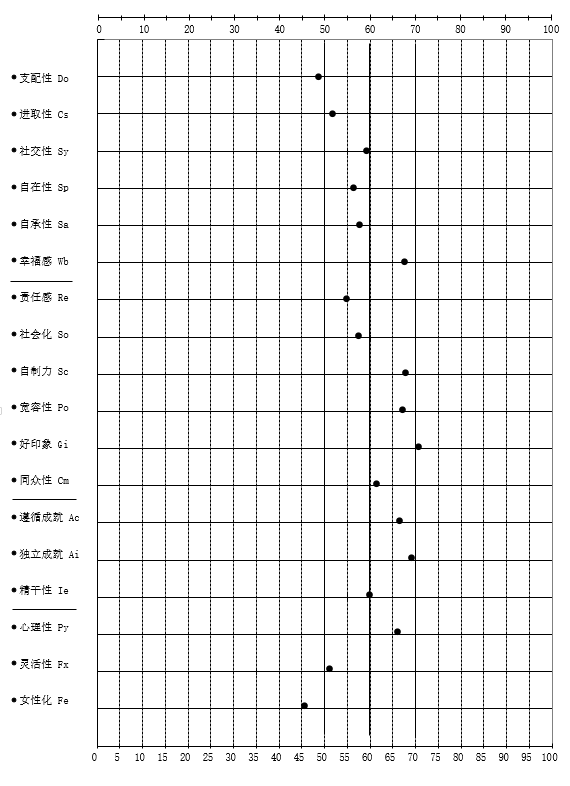 0 10 20 30 40 50 60 70 80 90 100
支配性 Do
进取性 Cs
社交性 Sy
自在性 Sp
自承性 Sa
幸福感 Wb
责任感 Re
社会化 So
自制力 Sc
宽容性 Po
好印象 Gi
同众性 Cm
遵循成就 Ac
独立成就 Ai
精干性 Ie
心理性 Py
灵活性 Fx
女性化 Fe
0 5 10 15 20 25 30 35 40 45 50 55 60 65 70 75 80 85 90 95 100